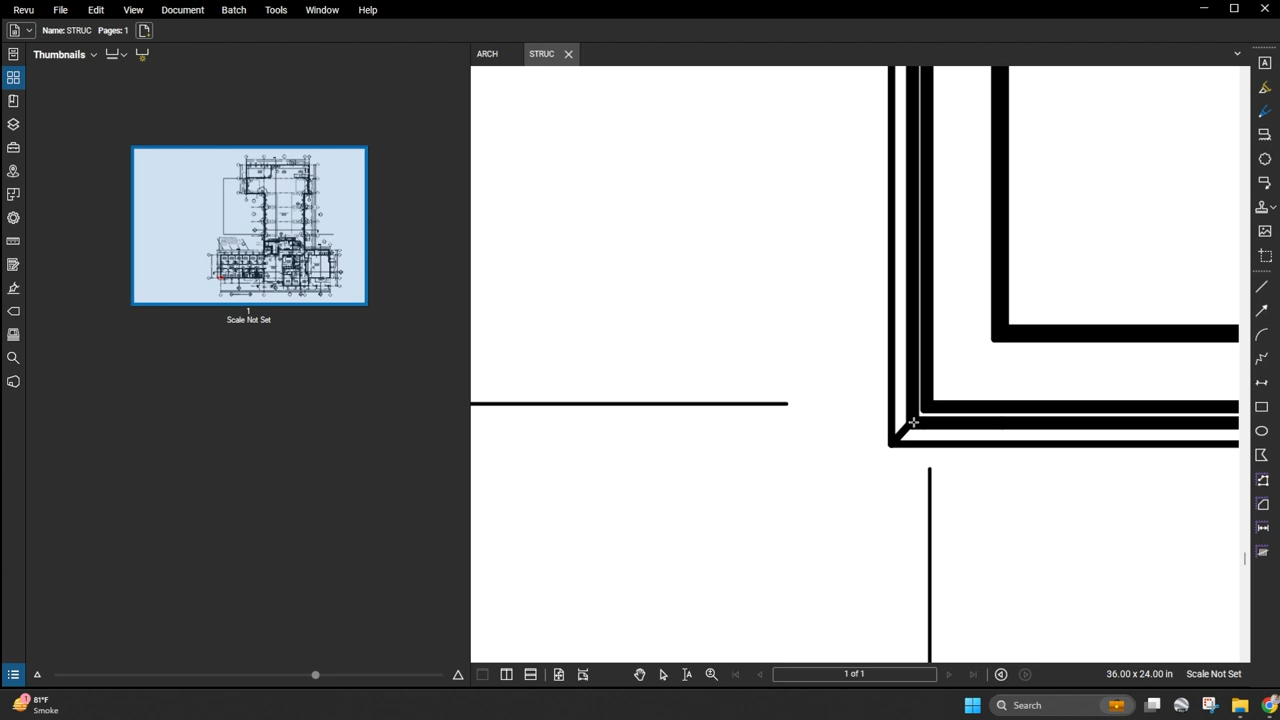 Revu File Edit View Document Batch Tools Window Help
Name: STRUC Pages: 1
Thumbnails
ARCH STRUC
1
Scale Not Set
1 of 1
36.00 x 24.00 in Scale Not Set
1
81°F
Smoke
Search